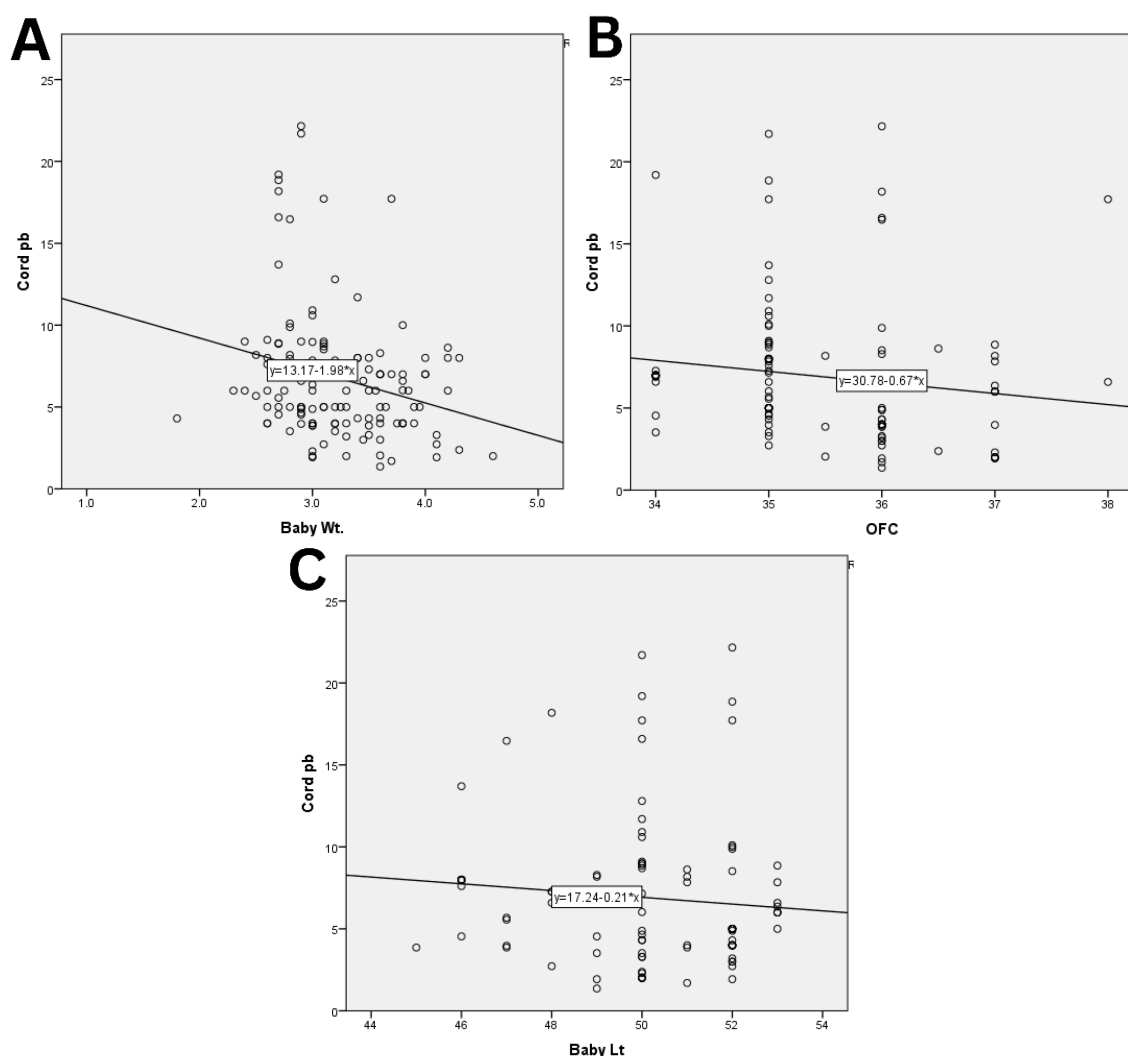 A
R
Cord pb
25
20
15
10
5
0
y=13.17-1.98*x
1.0 2.0 3.0 4.0 5.0
Baby Wt.
B
Cord pb
25
20
15
10
5
0
y=30.78-0.67*x
34 35 36 37 38
OFC
C
R
Cord pb
25
20
15
10
5
0
y=17.24-0.21*x
44 46 48 50 52 54
Baby Lt